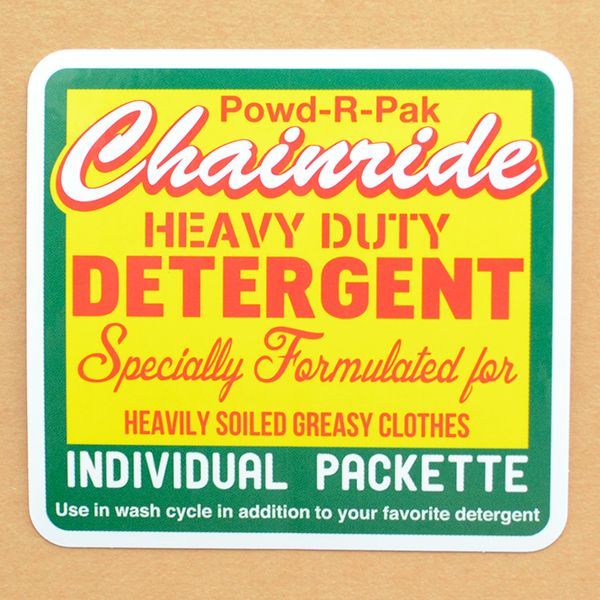 Powd-R-Pak
Chainride
HEAVY DUTY
DETERGENT
Specially Formulated for
HEAVILY SOILED GREASY CLOTHES
INDIVIDUAL PACKETTE
Use in wash cycle in addition to your favorite detergent